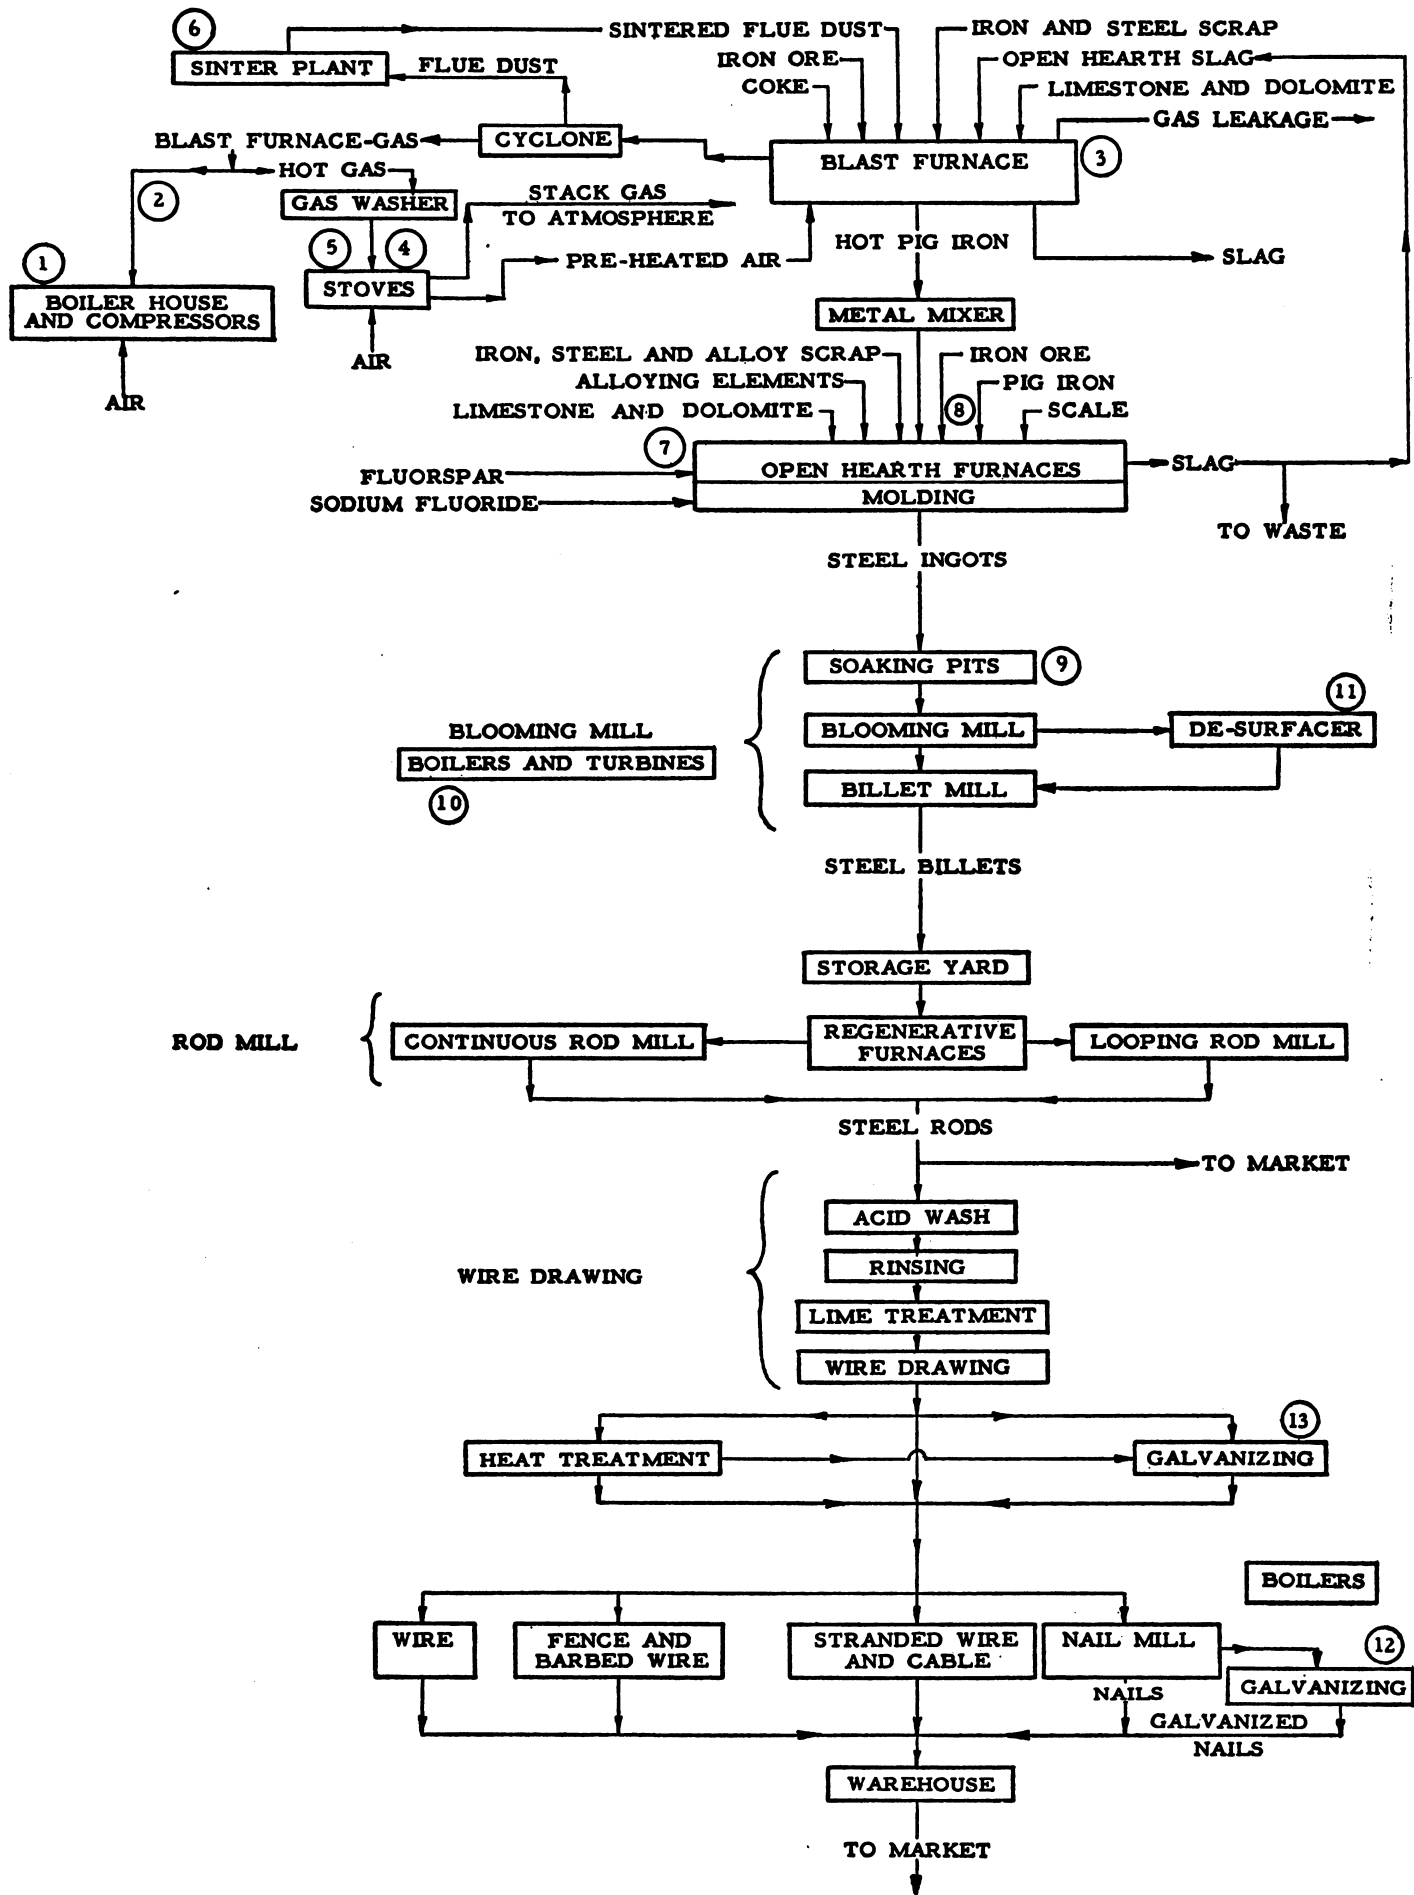 6
SINTERED FLUE DUST
IRON AND STEEL SCRAP
SINTER PLANT
FLUE DUST
IRON ORE
OPEN HEARTH SLAG
COKE
LIMESTONE AND DOLOMITE
GAS LEAKAGE
BLAST FURNACE-GAS
CYCLONE
BLAST FURNACE
3
HOT GAS
2
GAS WASHER
STACK GAS
TO ATMOSPHERE
HOT PIG IRON
5
4
1
PRE-HEATED AIR
SLAG
STOVES
BOILER HOUSE
AND COMPRESSORS
METAL MIXER
AIR
AIR
IRON, STEEL AND ALLOY SCRAP
IRON ORE
ALLOYING ELEMENTS
PIG IRON
LIMESTONE AND DOLOMITE
8
SCALE
7
FLUORSPAR
OPEN HEARTH FURNACES
SLAG
SODIUM FLUORIDE
MOLDING
TO WASTE
STEEL INGOTS
SOAKING PITS
9
11
BLOOMING MILL
BLOOMING MILL
DE-SURFACER
BOILERS AND TURBINES
BILLET MILL
10
STEEL BILLETS
STORAGE YARD
ROD MILL
CONTINUOUS ROD MILL
REGENERATIVE
FURNACES
LOOPING ROD MILL
STEEL RODS
TO MARKET
ACID WASH
RINSING
WIRE DRAWING
LIME TREATMENT
WIRE DRAWING
13
HEAT TREATMENT
GALVANIZING
BOILERS
WIRE
FENCE AND
BARBED WIRE
STRANDED WIRE
AND CABLE
NAIL MILL
12
GALVANIZING
NAILS
GALVANIZED
NAILS
WAREHOUSE
TO MARKET